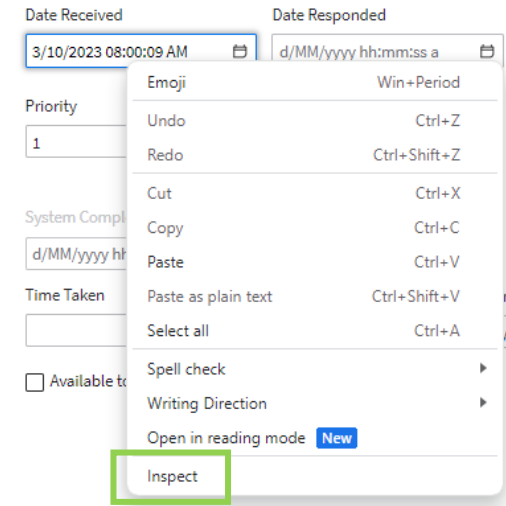 Date Received Date Responded
3/10/2023 08:00:09 AM d/MM/yyyy hh:mm:ss a
Emoji Win+Period
Priority
Undo Ctrl+Z
1
Redo Ctrl+Shift+Z
Cut Ctrl+X
System Compl
Copy Ctrl+C
d/MM/yyyy hh
Paste Ctrl+V
Time Taken
Paste as plain text Ctrl+Shift+V
Select all Ctrl+A
Spell check
Available to
Writing Direction
Open in reading mode New
Inspect